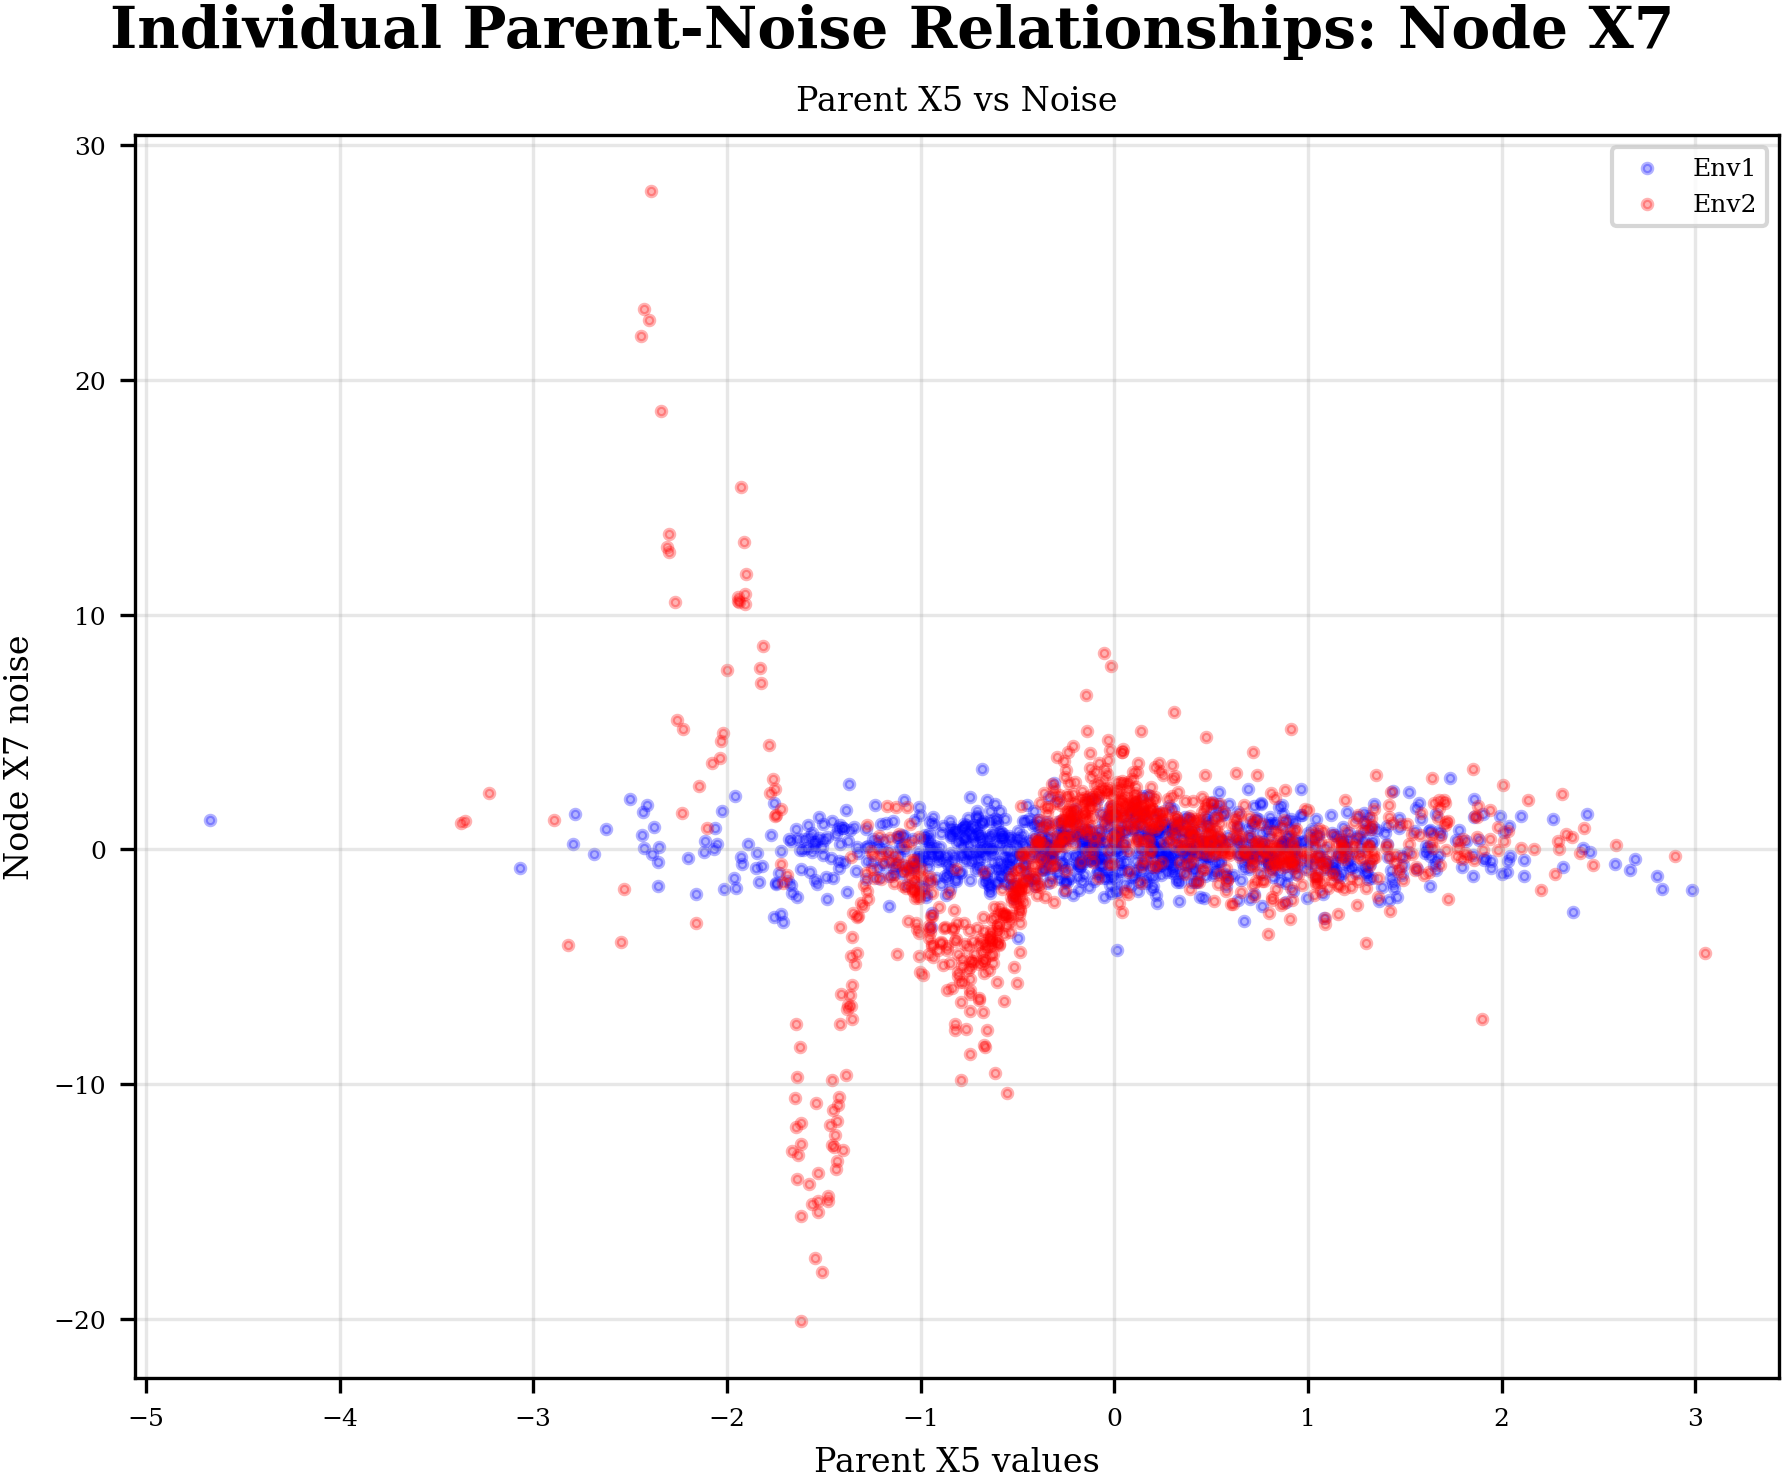 Individual Parent-Noise Relationships: Node X7
Parent X5 vs Noise
Env1
Env2
Node X7 noise
30
20
10
0
−10
−20
−5
−4
−3
−2
−1
0
1
2
3
Parent X5 values